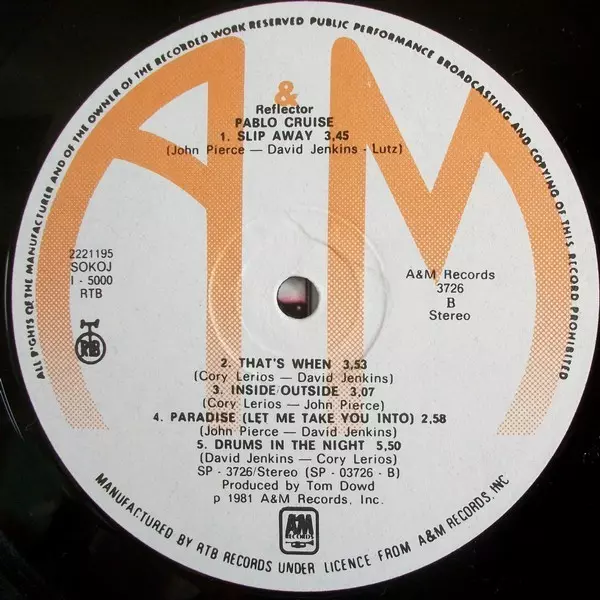 ALL RIGHTS OF THE MANUFACTURER AND OF THE OWNER OF THE RECORDED WORK RESERVED PUBLIC PERFORMANCE BROADCASTING AND COPYING OF THIS RECORD PROHIBITED
A & M
Reflector
PABLO CRUISE
1. SLIP AWAY 3,45
(John Pierce — David Jenkins - Lutz)
2221195
SOKOJ
I - 5000
RTB
RTB
A&M Records
3726
B
Stereo
2. THAT'S WHEN 3,53
(Cory Lerios — David Jenkins)
3. INSIDE/OUTSIDE 3,07
(Cory Lerios — John Pierce)
4. PARADISE (LET ME TAKE YOU INTO) 2,58
(John Pierce — David Jenkins)
5. DRUMS IN THE NIGHT 5,50
(David Jenkins — Cory Lerios)
SP - 3726/Stereo (SP - 03726 - B)
Produced by Tom Dowd
p 1981 A&M Records, Inc.
A&M
RECORDS
MANUFACTURED BY RTB RECORDS UNDER LICENCE FROM A&M RECORDS, INC